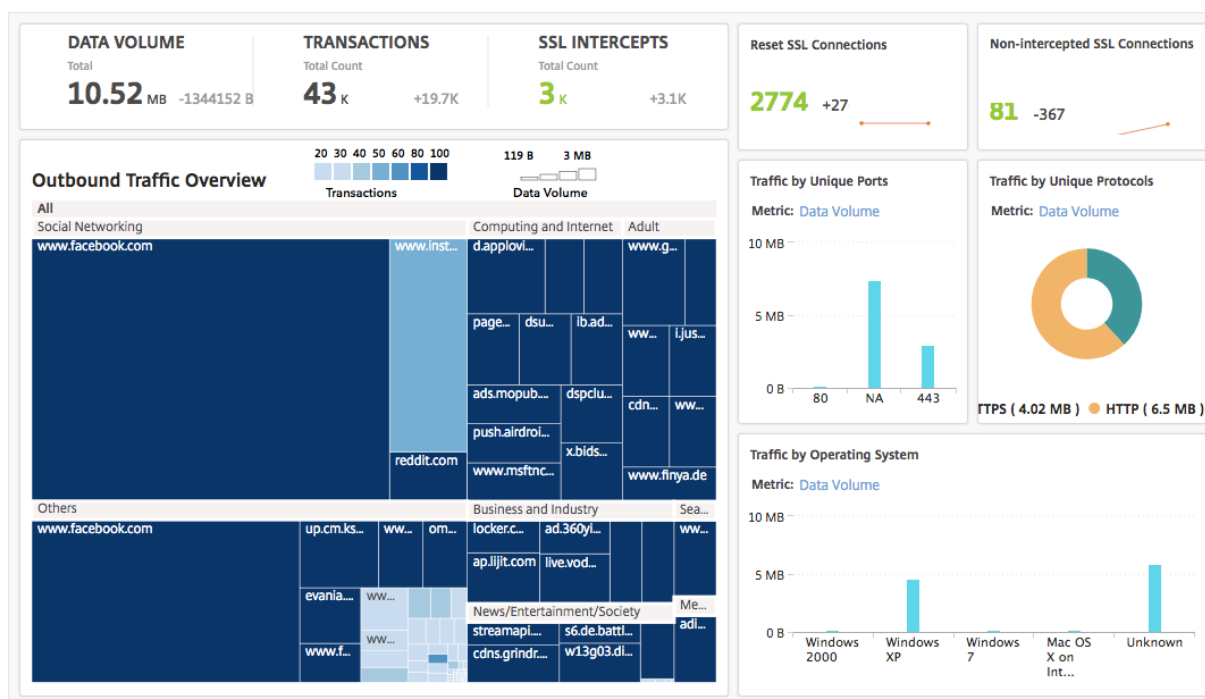 DATA VOLUME
Total
10.52 MB -1344152 B
TRANSACTIONS
Total Count
43 K +19.7K
SSL INTERCEPTS
Total Count
3 K +3.1K
Reset SSL Connections
2774 +27
Non-intercepted SSL Connections
81 -367
Outbound Traffic Overview
20 30 40 50 60 80 100
Transactions
119 B 3 MB
Data Volume
All
Social Networking
www.facebook.com
www.inst...
reddit.com
Computing and Internet
d.applovi...
page...
dsu...
ib.ad...
ads.mopub....
dspclu...
push.airdroi...
x.bids...
www.msftnc...
Adult
www.g...
ww...
i.jus...
cdn...
ww...
www.finya.de
Others
www.facebook.com
up.cm.ks...
ww...
om...
evania....
ww...
ww...
www.f...
Business and Industry
locker.c...
ad.360yi...
ap.lijit.com
live.vod...
Sea...
ww...
News/Entertainment/Society
streamapi....
s6.de.battl...
cdns.grindr....
w13g03.di...
Me...
adi...
Traffic by Unique Ports
Metric: Data Volume
10 MB
5 MB
0 B
80 NA 443
Traffic by Unique Protocols
Metric: Data Volume
TTPS ( 4.02 MB ) HTTP ( 6.5 MB )
Traffic by Operating System
Metric: Data Volume
10 MB
5 MB
0 B
Windows 2000
Windows XP
Windows 7
Mac OS X on Int...
Unknown